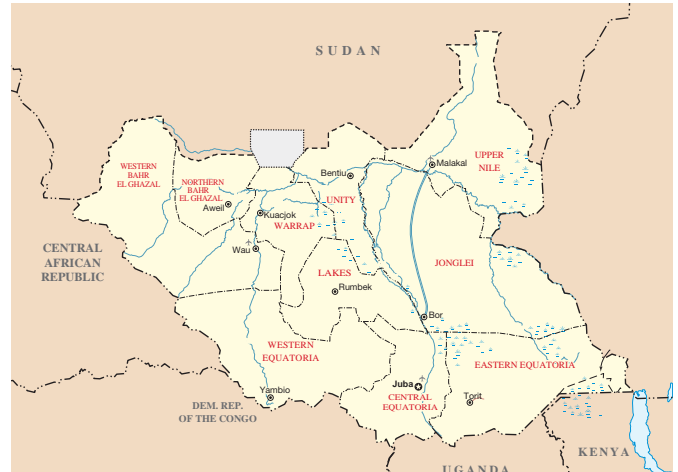 SUDAN
UPPER
NILE
Malakal
WESTERN
BAHR
EL GHAZAL
NORTHERN
BAHR
EL GHAZAL
Bentiu
UNITY
Aweil
Kuacjok
WARRAP
Wau
CENTRAL
AFRICAN
REPUBLIC
LAKES
JONGLEI
Rumbek
Bor
WESTERN
EQUATORIA
EASTERN EQUATORIA
Juba
CENTRAL
EQUATORIA
Yambio
Torit
DEM. REP.
OF THE CONGO
KENYA
UGANDA